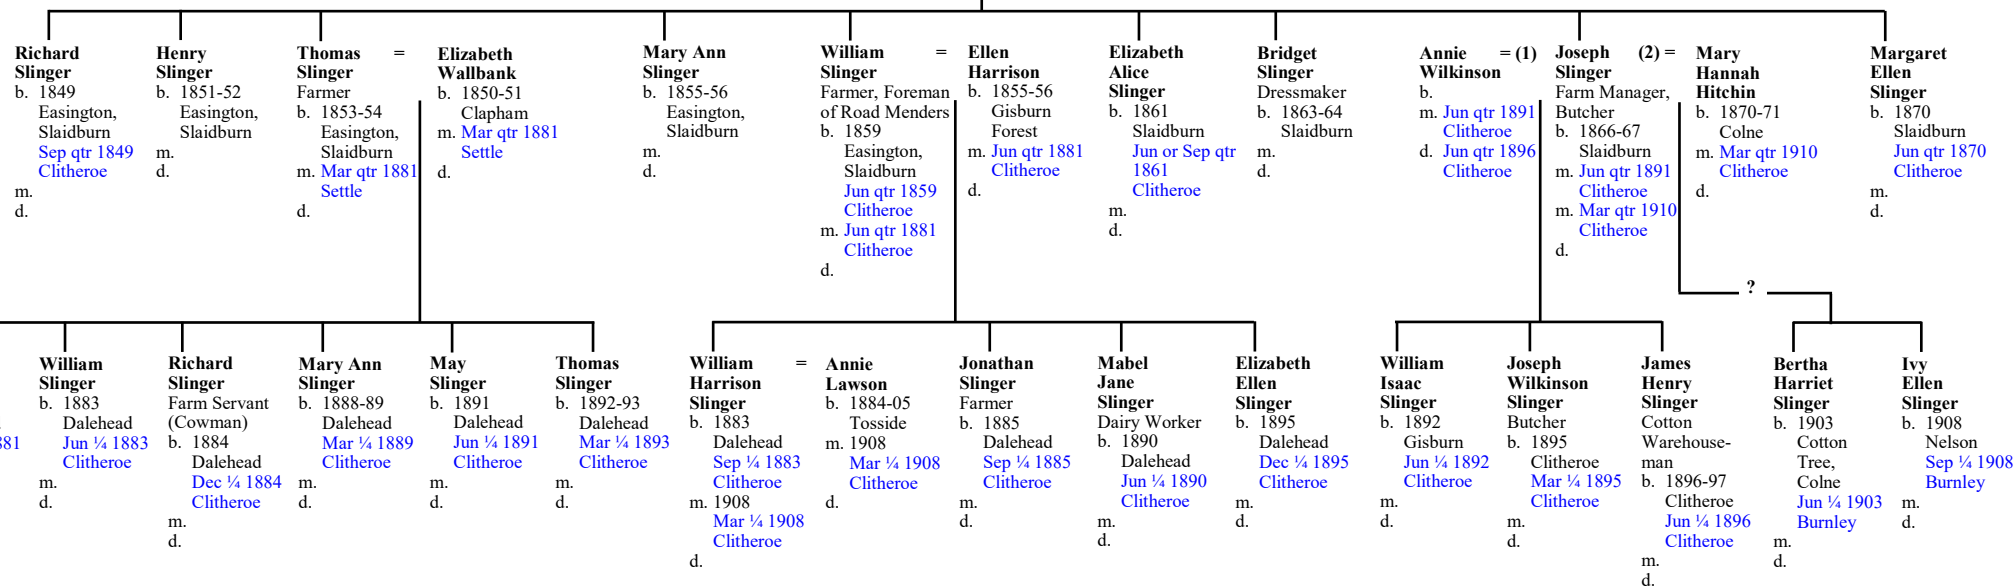 Richard
Slinger
b. 1849
Easington,
Slaidburn
Sep qtr 1849
Clitheroe
m.
d.
Henry
Slinger
b. 1851-52
Easington,
Slaidburn
m.
d.
Thomas =
Slinger
Farmer
b. 1853-54
Easington,
Slaidburn
m. Mar qtr 1881
Settle
d.
Elizabeth
Wallbank
b. 1850-51
Clapham
m. Mar qtr 1881
Settle
d.
Mary Ann
Slinger
b. 1855-56
Easington,
Slaidburn
m.
d.
William =
Slinger
Farmer, Foreman
of Road Menders
b. 1859
Easington,
Slaidburn
Jun qtr 1859
Clitheroe
m. Jun qtr 1881
Clitheroe
d.
Ellen
Harrison
b. 1855-56
Gisburn
Forest
m. Jun qtr 1881
Clitheroe
d.
Elizabeth
Alice
Slinger
b. 1861
Slaidburn
Jun or Sep qtr
1861
Clitheroe
m.
d.
Bridget
Slinger
Dressmaker
b. 1863-64
Slaidburn
m.
d.
Annie = (1)
Wilkinson
b.
m. Jun qtr 1891
Clitheroe
d. Jun qtr 1896
Clitheroe
Joseph (2) =
Slinger
Farm Manager,
Butcher
b. 1866-67
Slaidburn
m. Jun qtr 1891
Clitheroe
m. Mar qtr 1910
Clitheroe
d.
Mary
Hannah
Hitchin
b. 1870-71
Colne
m. Mar qtr 1910
Clitheroe
d.
Margaret
Ellen
Slinger
b. 1870
Slaidburn
Jun qtr 1870
Clitheroe
m.
d.
?
881
William
Slinger
b. 1883
Dalehead
Jun ¼ 1883
Clitheroe
m.
d.
Richard
Slinger
Farm Servant
(Cowman)
b. 1884
Dalehead
Dec ¼ 1884
Clitheroe
m.
d.
Mary Ann
Slinger
b. 1888-89
Dalehead
Mar ¼ 1889
Clitheroe
m.
d.
May
Slinger
b. 1891
Dalehead
Jun ¼ 1891
Clitheroe
m.
d.
Thomas
Slinger
b. 1892-93
Dalehead
Mar ¼ 1893
Clitheroe
m.
d.
William =
Harrison
Slinger
b. 1883
Dalehead
Sep ¼ 1883
Clitheroe
m. 1908
Mar ¼ 1908
Clitheroe
d.
Annie
Lawson
b. 1884-05
Tosside
m. 1908
Mar ¼ 1908
Clitheroe
d.
Jonathan
Slinger
Farmer
b. 1885
Dalehead
Sep ¼ 1885
Clitheroe
m.
d.
Mabel
Jane
Slinger
Dairy Worker
b. 1890
Dalehead
Jun ¼ 1890
Clitheroe
m.
d.
Elizabeth
Ellen
Slinger
b. 1895
Dalehead
Dec ¼ 1895
Clitheroe
m.
d.
William
Isaac
Slinger
b. 1892
Gisburn
Jun ¼ 1892
Clitheroe
m.
d.
Joseph
Wilkinson
Slinger
Butcher
b. 1895
Clitheroe
Mar ¼ 1895
Clitheroe
m.
d.
James
Henry
Slinger
Cotton
Warehouse-
man
b. 1896-97
Clitheroe
Jun ¼ 1896
Clitheroe
m.
d.
Bertha
Harriet
Slinger
b. 1903
Cotton
Tree,
Colne
Jun ¼ 1903
Burnley
m.
d.
Ivy
Ellen
Slinger
b. 1908
Nelson
Sep ¼ 1908
Burnley
m.
d.